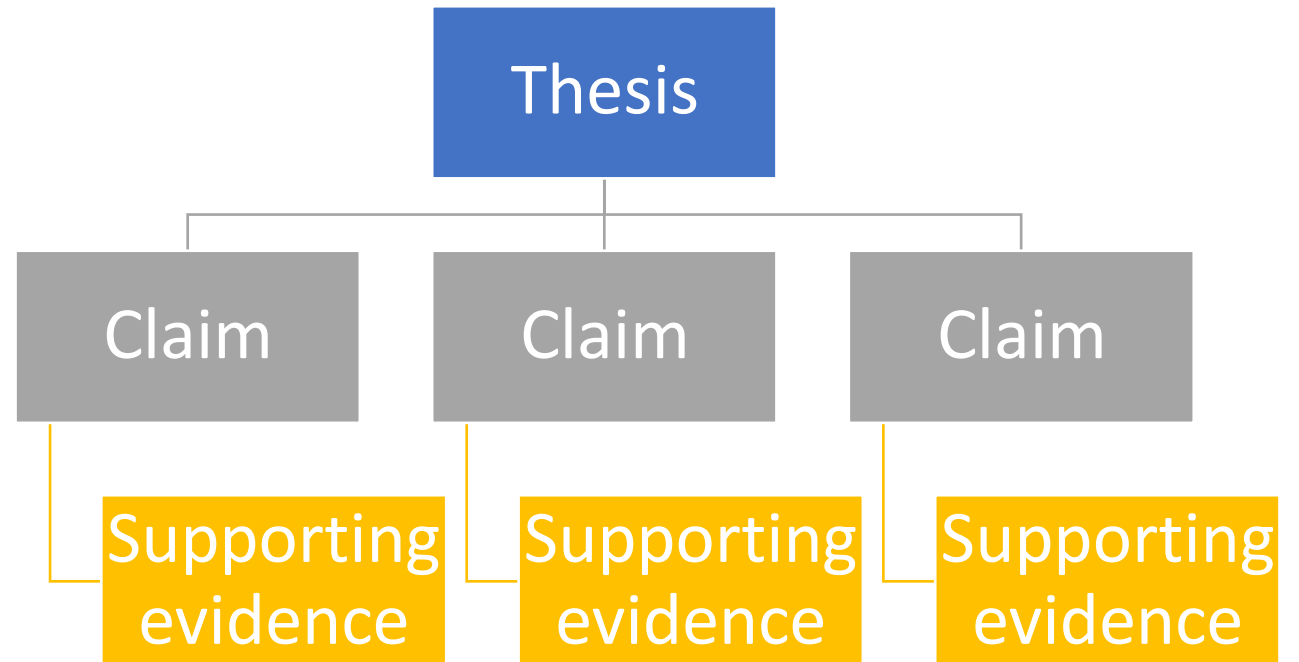 Thesis
Claim
Claim
Claim
Supporting
evidence
Supporting
evidence
Supporting
evidence